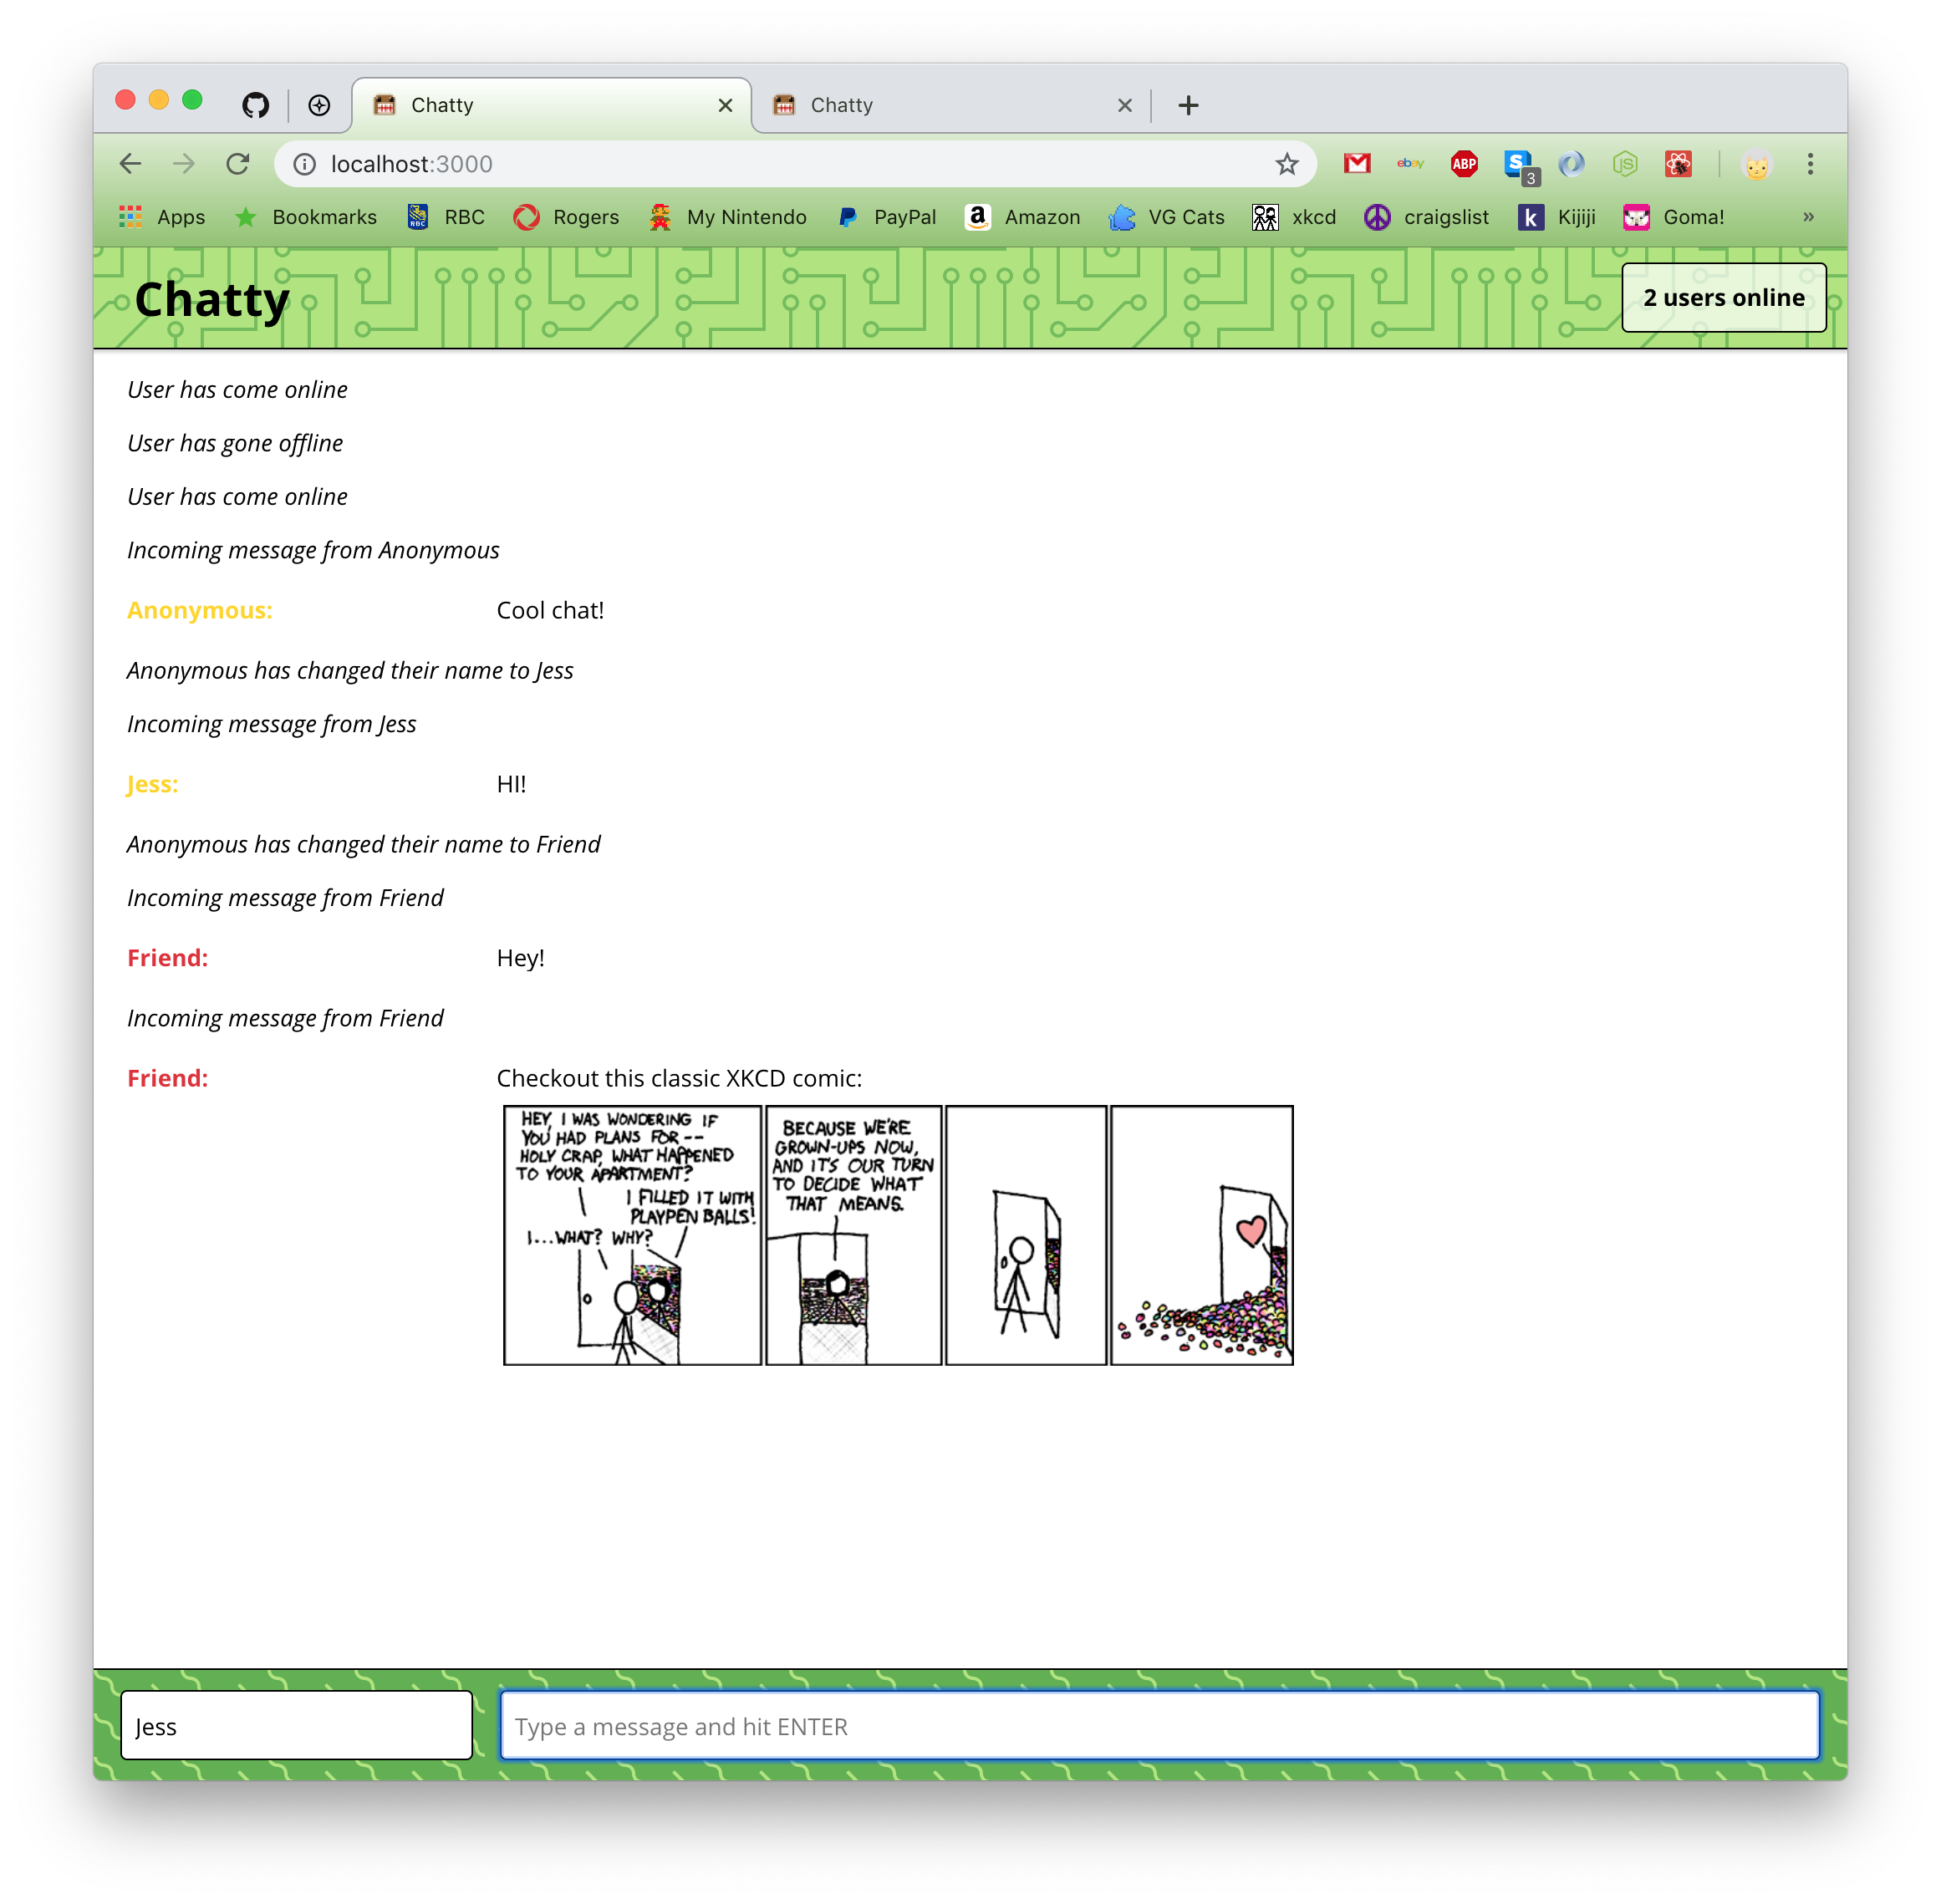 Chatty
Chatty
localhost:3000
ebay
ABP
S
3
JS
Apps
Bookmarks
RBC
RBC
Rogers
My Nintendo
PayPal
a
Amazon
VG Cats
xkcd
craigslist
k
Kijiji
Goma!
»
Chatty
2 users online
User has come online
User has gone offline
User has come online
Incoming message from Anonymous
Anonymous: Cool chat!
Anonymous has changed their name to Jess
Incoming message from Jess
Jess: HI!
Anonymous has changed their name to Friend
Incoming message from Friend
Friend: Hey!
Incoming message from Friend
Friend: Checkout this classic XKCD comic:
HEY, I WAS WONDERING IF
YOU HAD PLANS FOR --
HOLY CRAP, WHAT HAPPENED
TO YOUR APARTMENT?
I FILLED IT WITH
PLAYPEN BALLS!
I...WHAT? WHY?
BECAUSE WE'RE
GROWN-UPS NOW,
AND IT'S OUR TURN
TO DECIDE WHAT
THAT MEANS.
Jess
Type a message and hit ENTER